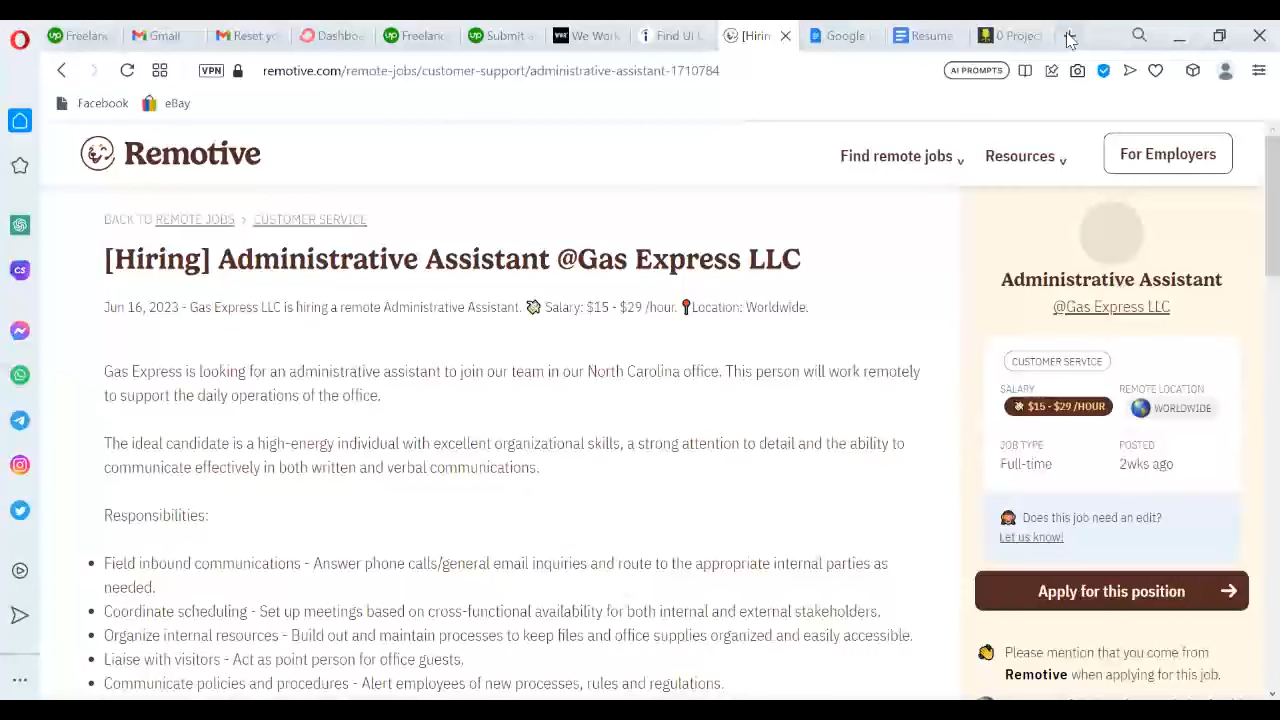 Freelanc
Gmail
Reset yo
Dashboa
Freelanc
Submit a
We Work
Find UI U
[Hirin
Google
Resume
0 Project
VPN
remotive.com/remote-jobs/customer-support/administrative-assistant-1710784
AI PROMPTS
Facebook
eBay
Remotive
Find remote jobs
Resources
For Employers
BACK TO REMOTE JOBS > CUSTOMER SERVICE
[Hiring] Administrative Assistant @Gas Express LLC
Jun 16, 2023 - Gas Express LLC is hiring a remote Administrative Assistant. 💸 Salary: $15 - $29 /hour. 📍Location: Worldwide.
Gas Express is looking for an administrative assistant to join our team in our North Carolina office. This person will work remotely
to support the daily operations of the office.
The ideal candidate is a high-energy individual with excellent organizational skills, a strong attention to detail and the ability to
communicate effectively in both written and verbal communications.
Responsibilities:
• Field inbound communications - Answer phone calls/general email inquiries and route to the appropriate internal parties as
needed.
• Coordinate scheduling - Set up meetings based on cross-functional availability for both internal and external stakeholders.
• Organize internal resources - Build out and maintain processes to keep files and office supplies organized and easily accessible.
• Liaise with visitors - Act as point person for office guests.
• Communicate policies and procedures - Alert employees of new processes, rules and regulations.
Administrative Assistant
@Gas Express LLC
CUSTOMER SERVICE
SALARY
REMOTE LOCATION
💸 $15 - $29 /HOUR
🌎 WORLDWIDE
JOB TYPE
POSTED
Full-time
2wks ago
Does this job need an edit?
Let us know!
Apply for this position →
Please mention that you come from
Remotive when applying for this job.